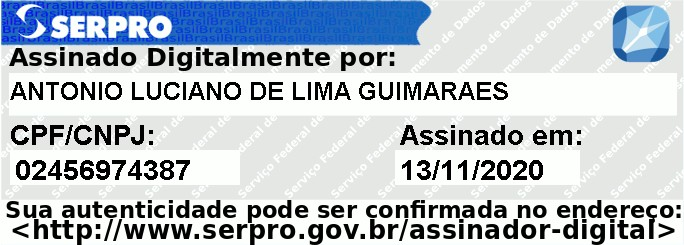 SERPRO
Assinado Digitalmente por:
ANTONIO LUCIANO DE LIMA GUIMARAES
CPF/CNPJ:
Assinado em:
02456974387
13/11/2020
Sua autenticidade pode ser confirmada no endereço:
<http://www.serpro.gov.br/assinador-digital>